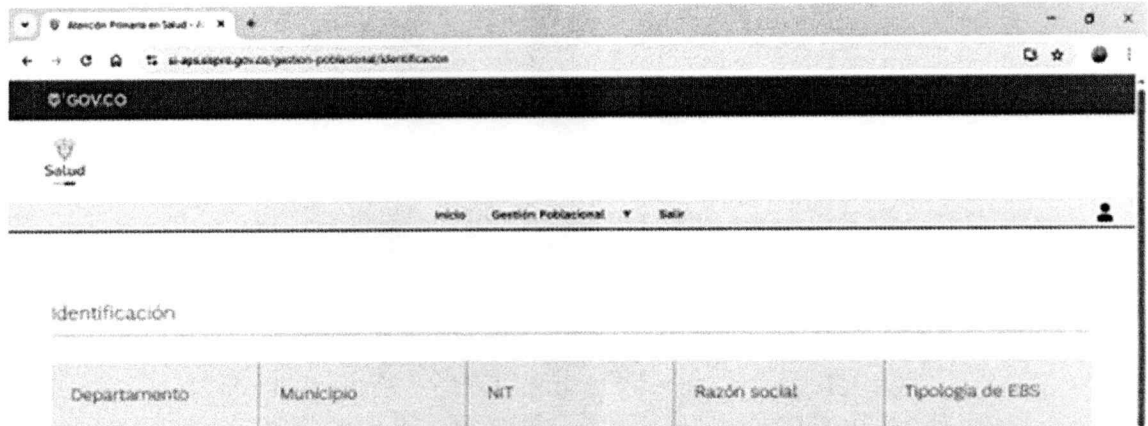 Atención Primaria en Salud - A
si-aps.sispro.gov.co/gestion-poblacional/identificacion
GOV.CO
Salud
Inicio Gestión Poblacional Salir
Identificación
Departamento Municipio NIT Razón social Tipología de EBS